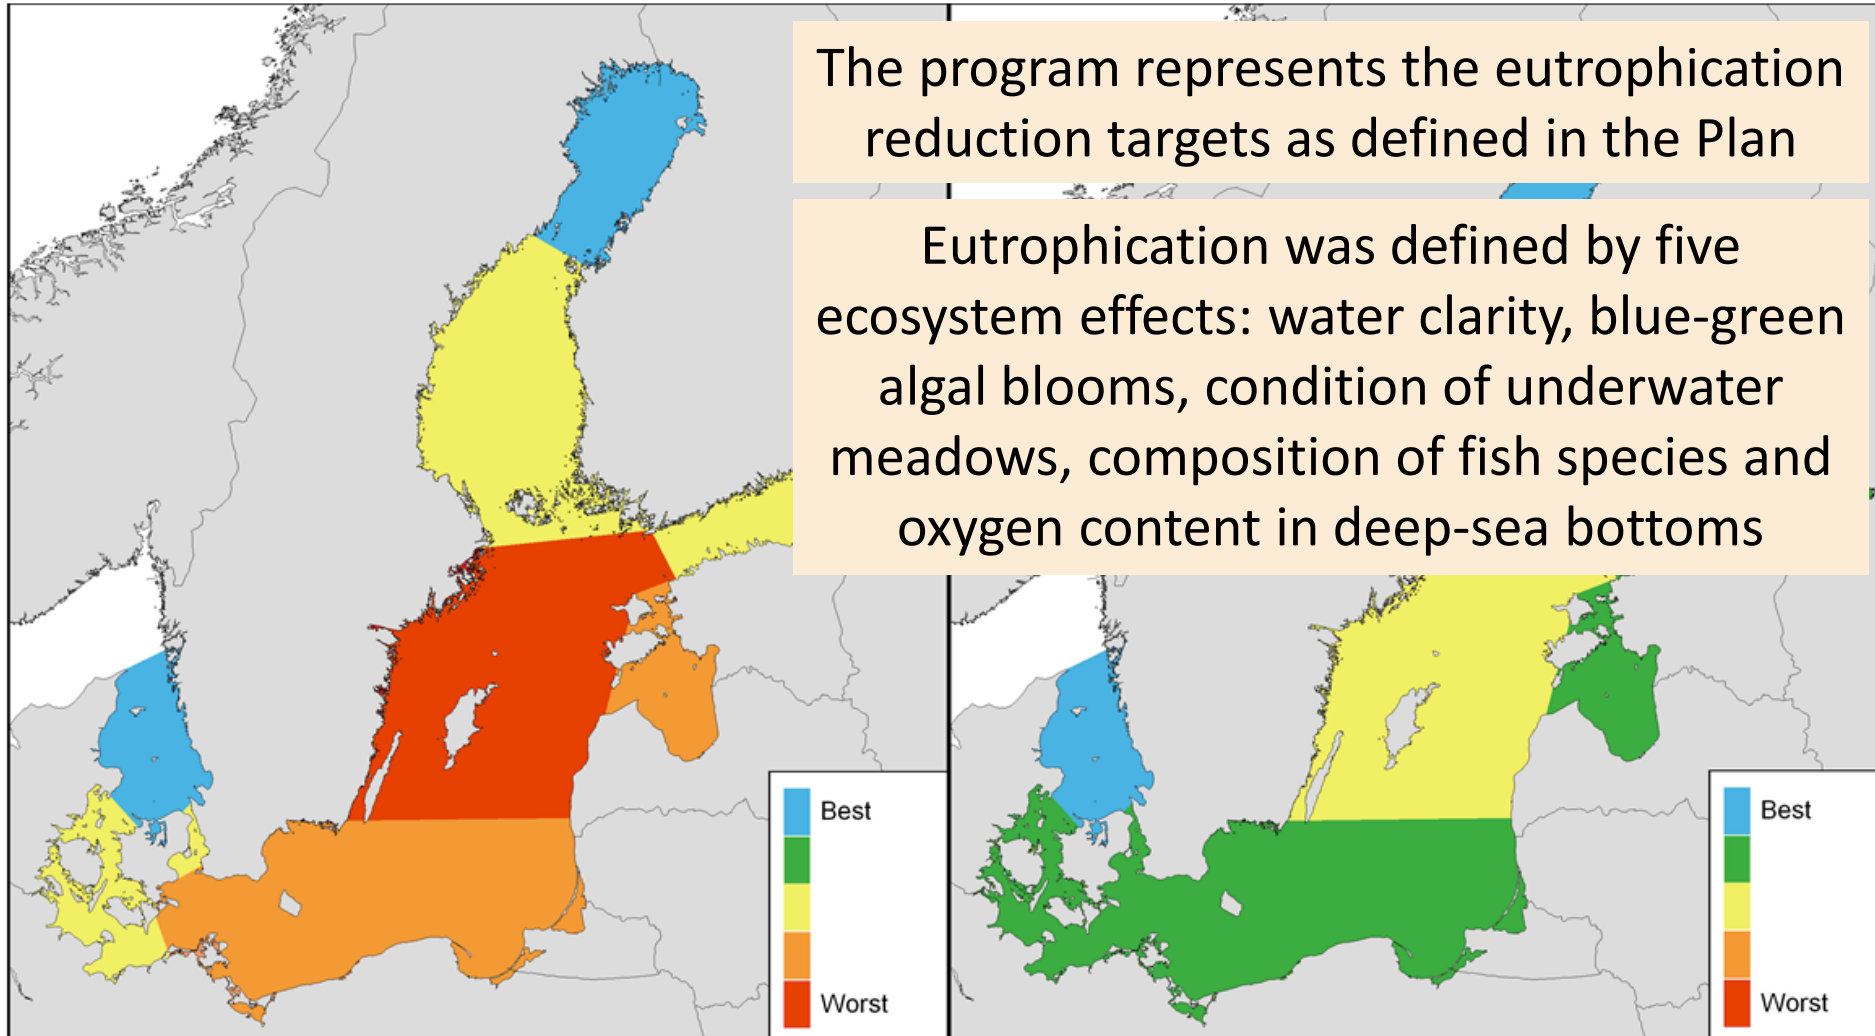 The program represents the eutrophication
reduction targets as defined in the Plan
Eutrophication was defined by five
ecosystem effects: water clarity, blue-green
algal blooms, condition of underwater
meadows, composition of fish species and
oxygen content in deep-sea bottoms
Best
Worst
Best
Worst